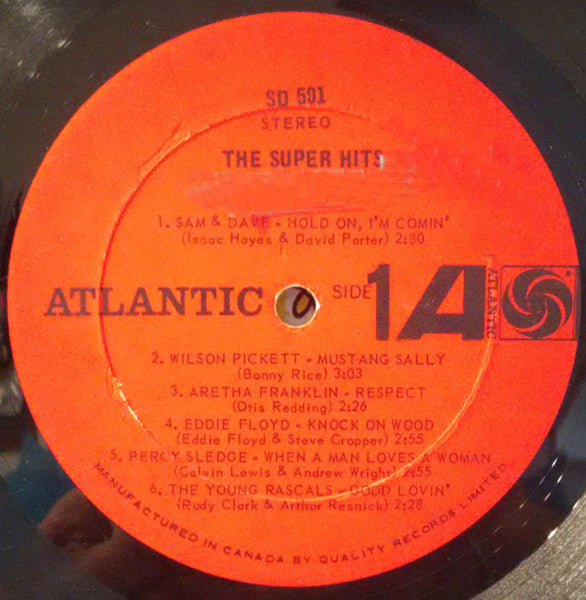 SD 501
STEREO
THE SUPER HITS
1. SAM & DAVE - HOLD ON, I'M COMIN'
(Isaac Hayes & David Porter) 2:30
ATLANTIC
SIDE 1
A
ATLANTIC
2. WILSON PICKETT - MUSTANG SALLY
(Bonny Rice) 3:03
3. ARETHA FRANKLIN - RESPECT
(Otis Redding) 2:26
4. EDDIE FLOYD - KNOCK ON WOOD
(Eddie Floyd & Steve Cropper) 2:55
5. PERCY SLEDGE - WHEN A MAN LOVES A WOMAN
(Calvin Lewis & Andrew Wright) 2:55
6. THE YOUNG RASCALS - GOOD LOVIN'
(Rudy Clark & Arthur Resnick) 2:28
MANUFACTURED IN CANADA BY QUALITY RECORDS LIMITED